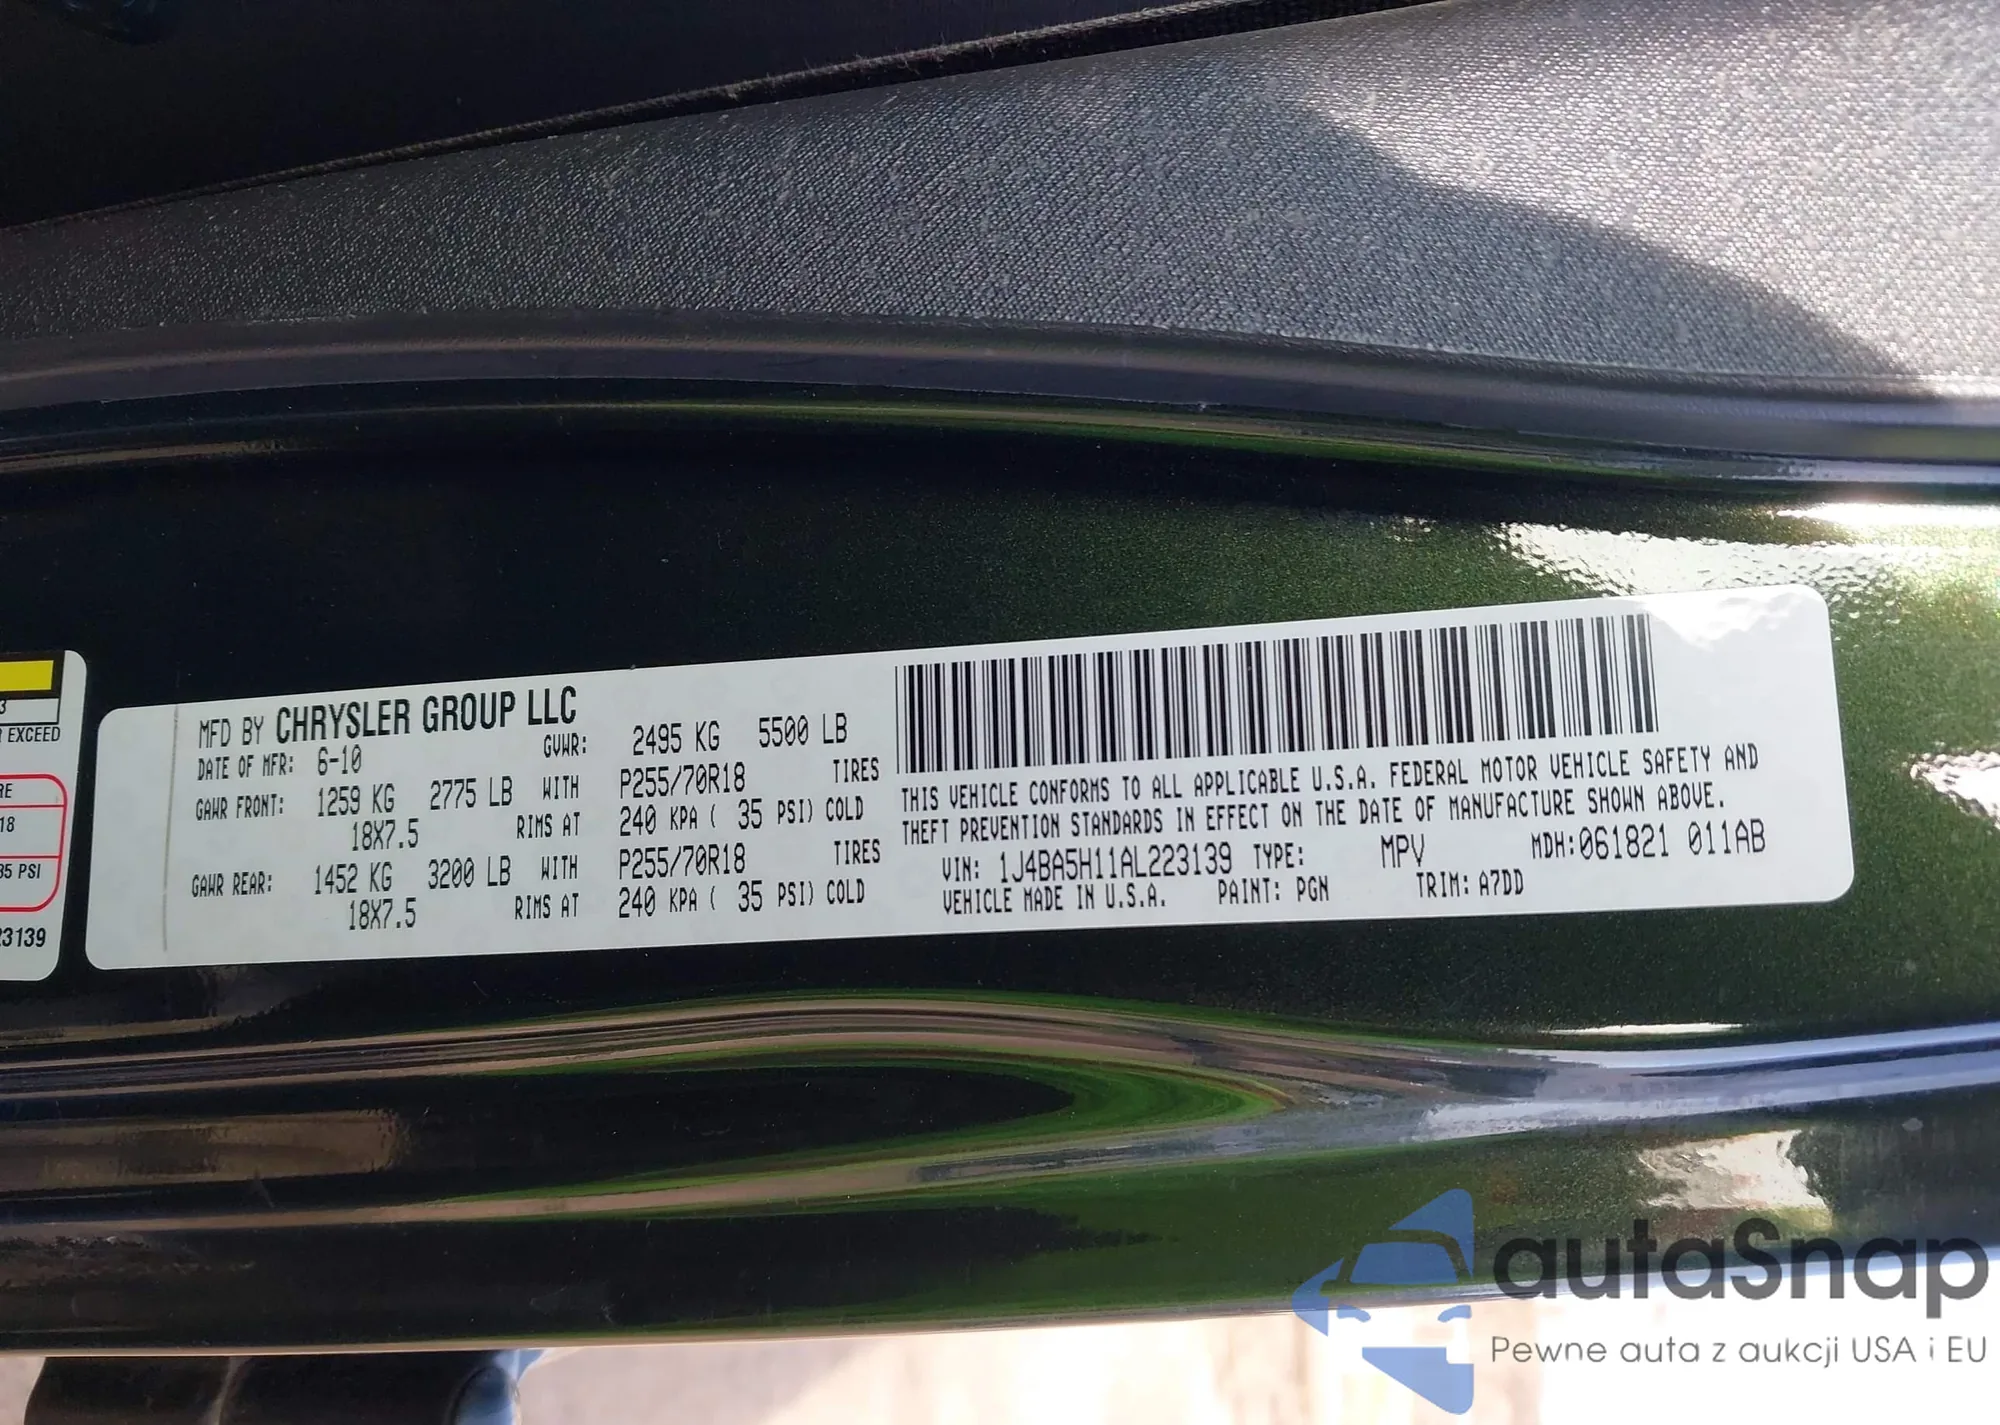 3
EXCEED
RE
18
35 PSI
23139
MFD BY CHRYSLER GROUP LLC
DATE OF MFR: 6-10 GVWR: 2495 KG 5500 LB
GAWR FRONT: 1259 KG 2775 LB WITH P255/70R18 TIRES
18X7.5 RIMS AT 240 KPA ( 35 PSI) COLD
GAWR REAR: 1452 KG 3200 LB WITH P255/70R18 TIRES
18X7.5 RIMS AT 240 KPA ( 35 PSI) COLD
THIS VEHICLE CONFORMS TO ALL APPLICABLE U.S.A. FEDERAL MOTOR VEHICLE SAFETY AND
THEFT PREVENTION STANDARDS IN EFFECT ON THE DATE OF MANUFACTURE SHOWN ABOVE.
VIN: 1J4BA5H11AL223139 TYPE: MPV MDH:061821 011AB
VEHICLE MADE IN U.S.A. PAINT: PGN TRIM: A7DD
autaSnap
Pewne auta z aukcji USA i EU